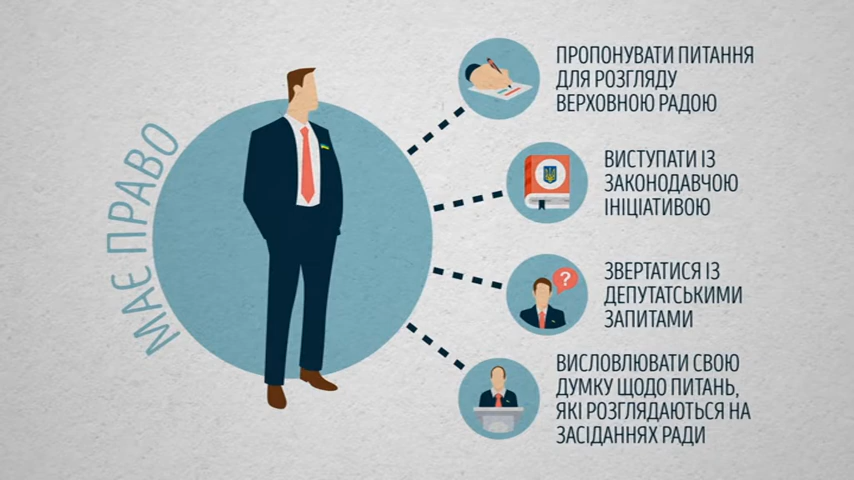 МАЄ ПРАВО
ПРОПОНУВАТИ ПИТАННЯ
ДЛЯ РОЗГЛЯДУ
ВЕРХОВНОЮ РАДОЮ
ВИСТУПАТИ ІЗ
ЗАКОНОДАВЧОЮ
ІНІЦІАТИВОЮ
?
ЗВЕРТАТИСЯ ІЗ
ДЕПУТАТСЬКИМИ
ЗАПИТАМИ
ВИСЛОВЛЮВАТИ СВОЮ
ДУМКУ ЩОДО ПИТАНЬ,
ЯКІ РОЗГЛЯДАЮТЬСЯ НА
ЗАСІДАННЯХ РАДИ